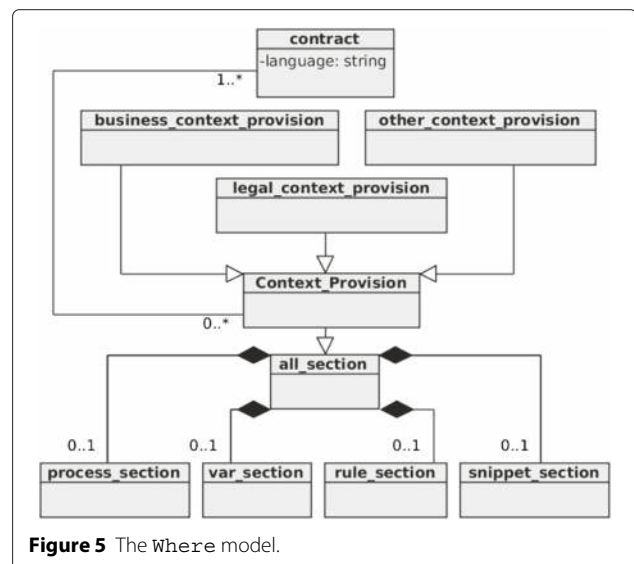 contract
-language: string
1..*
business_context_provision
other_context_provision
legal_context_provision
Context_Provision
0..*
all_section
0..1
0..1
0..1
0..1
process_section
var_section
rule_section
snippet_section
Figure 5 The Where model.